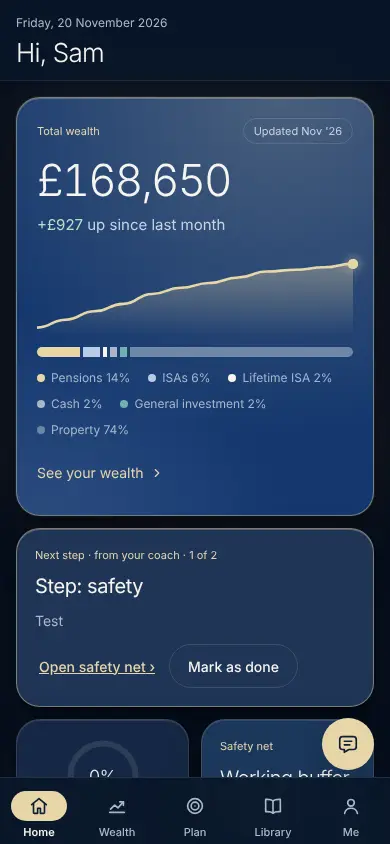 Friday, 20 November 2026
Hi, Sam
Total wealth
Updated Nov '26
£168,650
+£927 up since last month
Pensions 14% ISAs 6% Lifetime ISA 2%
Cash 2% General investment 2%
Property 74%
See your wealth ›
Next step · from your coach · 1 of 2
Step: safety
Test
Open safety net › Mark as done
0%
Safety net
Working buffer
Home Wealth Plan Library Me